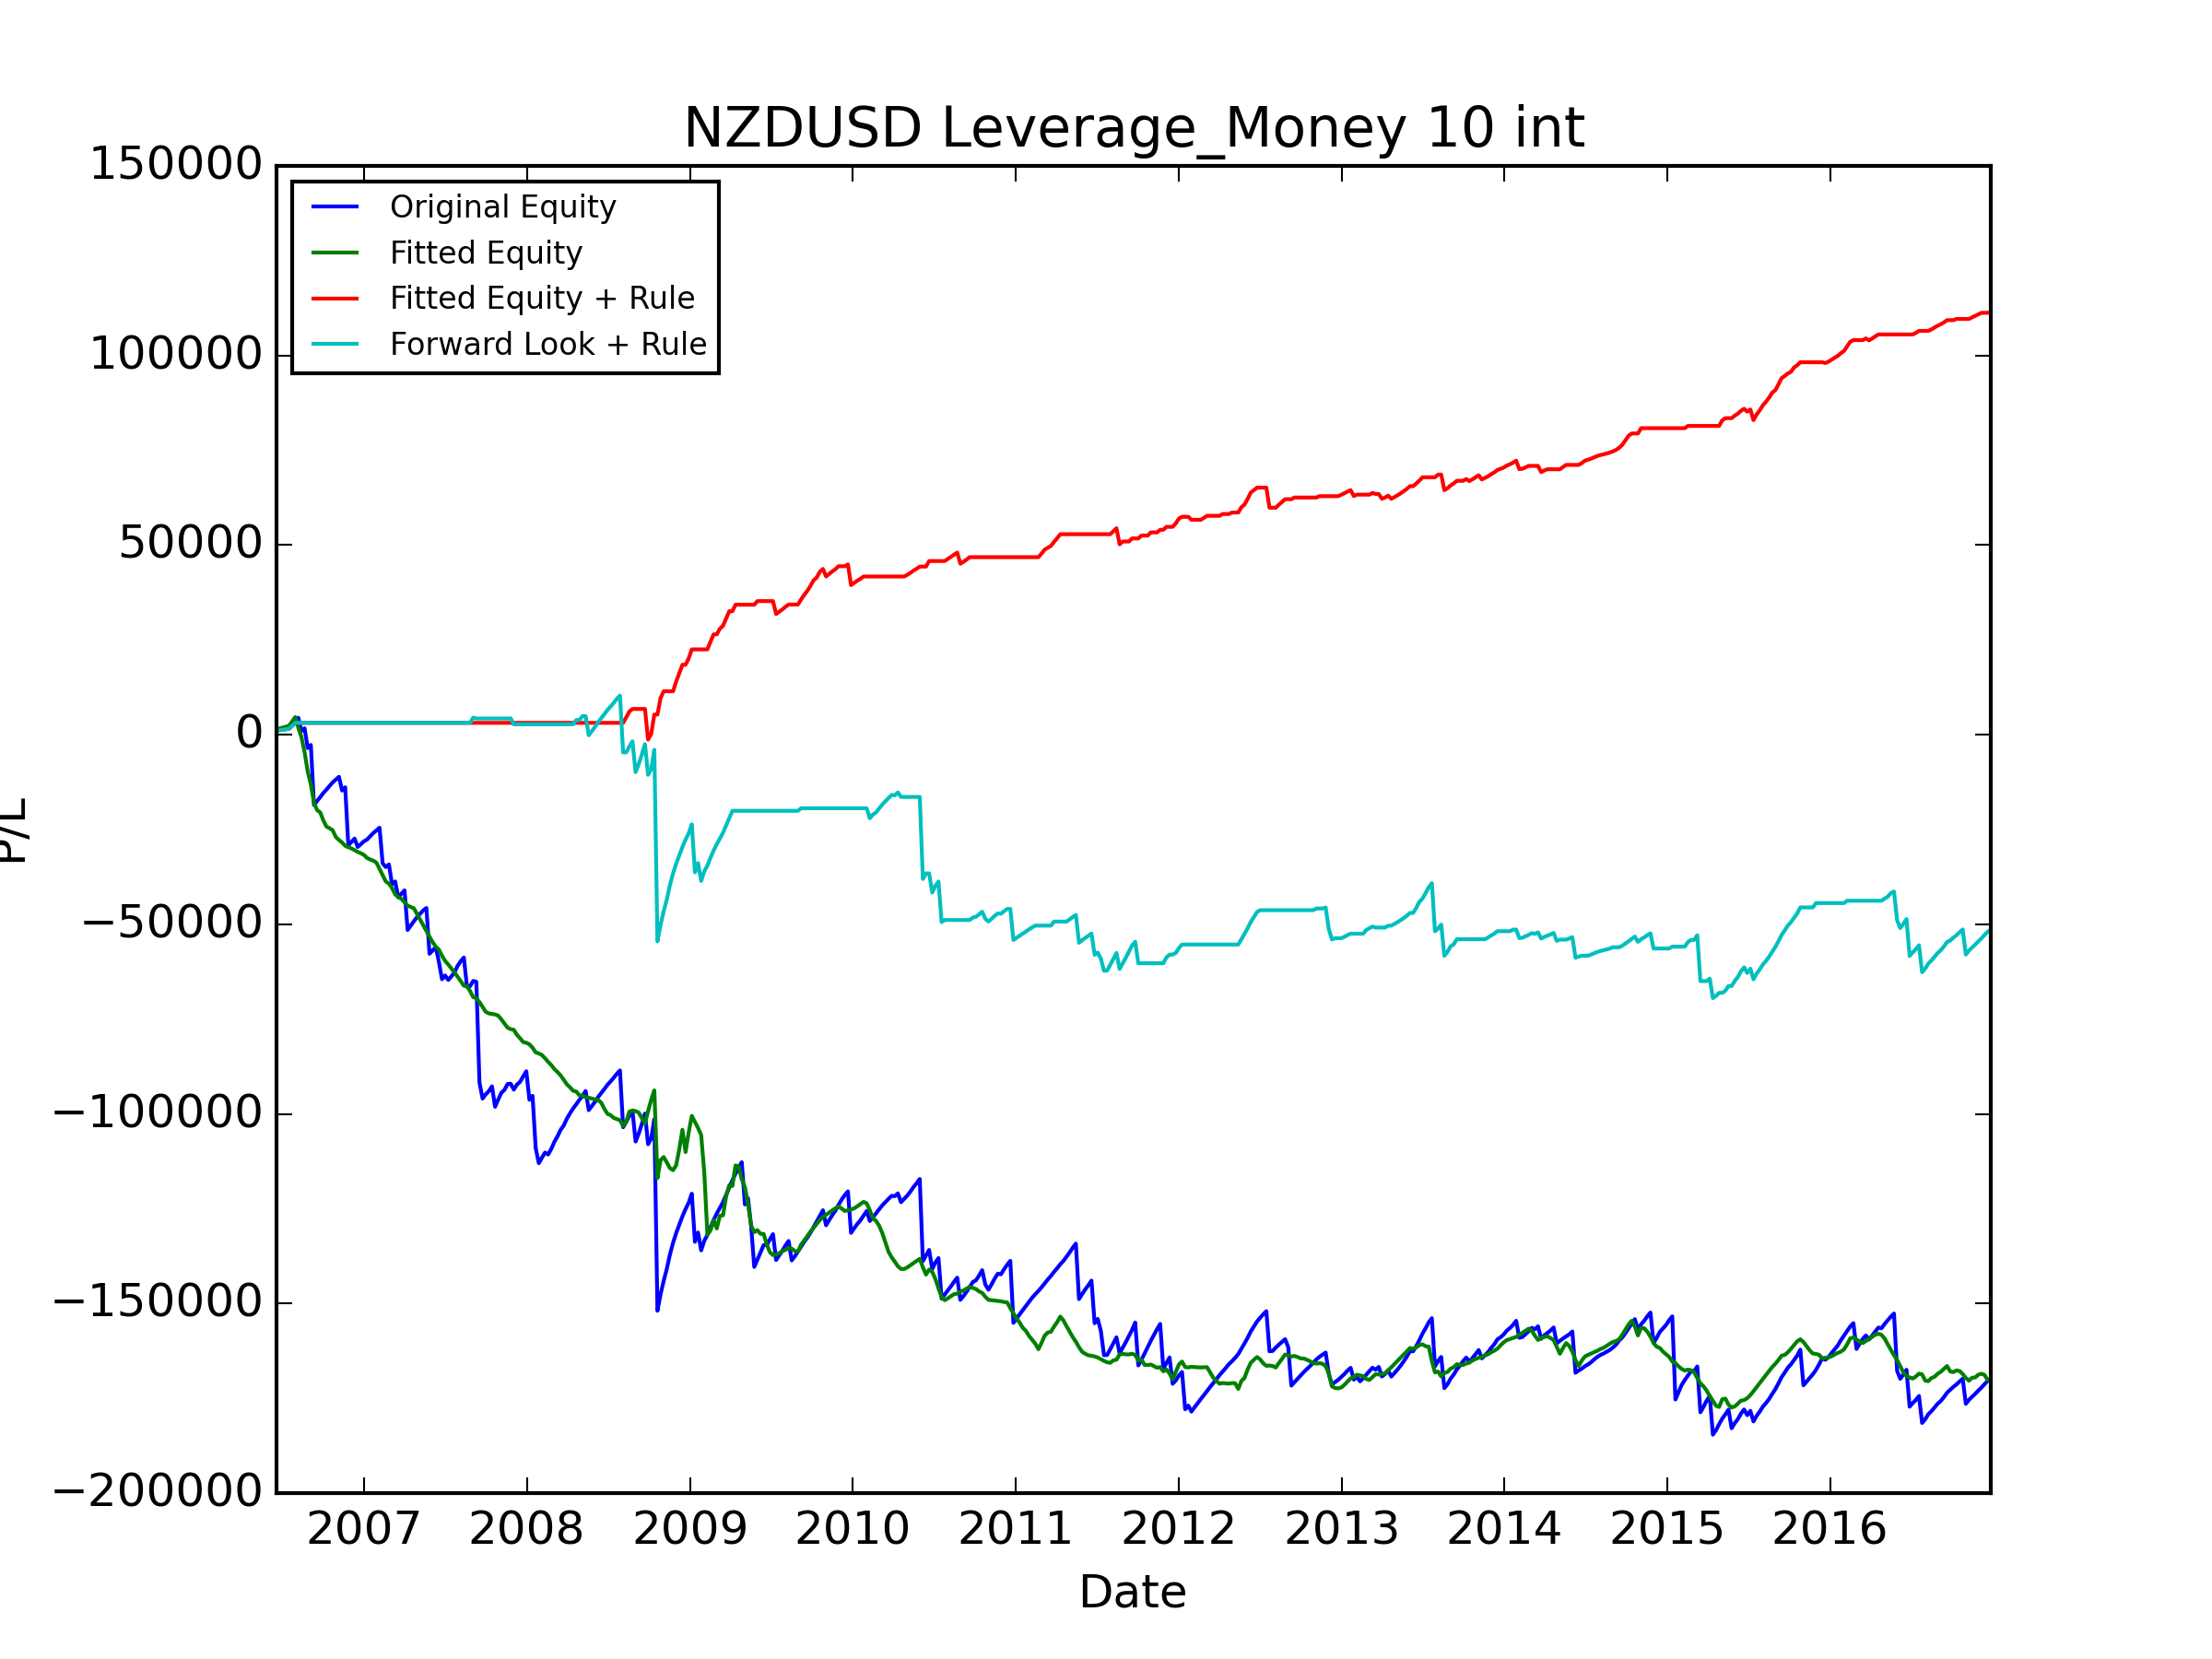 NZDUSD Leverage_Money 10 int
150000
100000
50000
0
−50000
−100000
−150000
−200000
P/L
Original Equity
Fitted Equity
Fitted Equity + Rule
Forward Look + Rule
2007 2008 2009 2010 2011 2012 2013 2014 2015 2016
Date